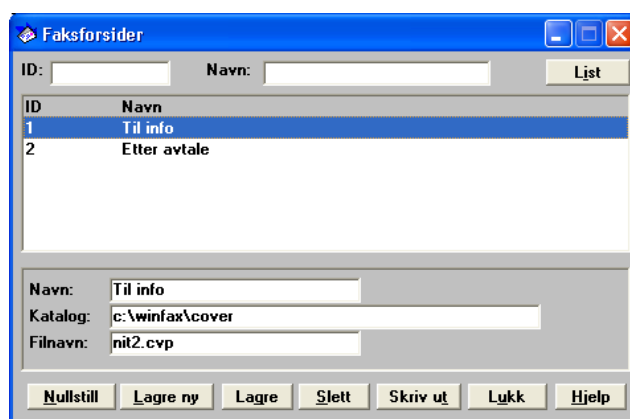 Faksforsider
ID: Navn: List
ID Navn
1 Til info
2 Etter avtale
Navn: Til info
Katalog: c:\winfax\cover
Filnavn: nit2.cvp
Nullstill Lagre ny Lagre Slett Skriv ut Lukk Hjelp